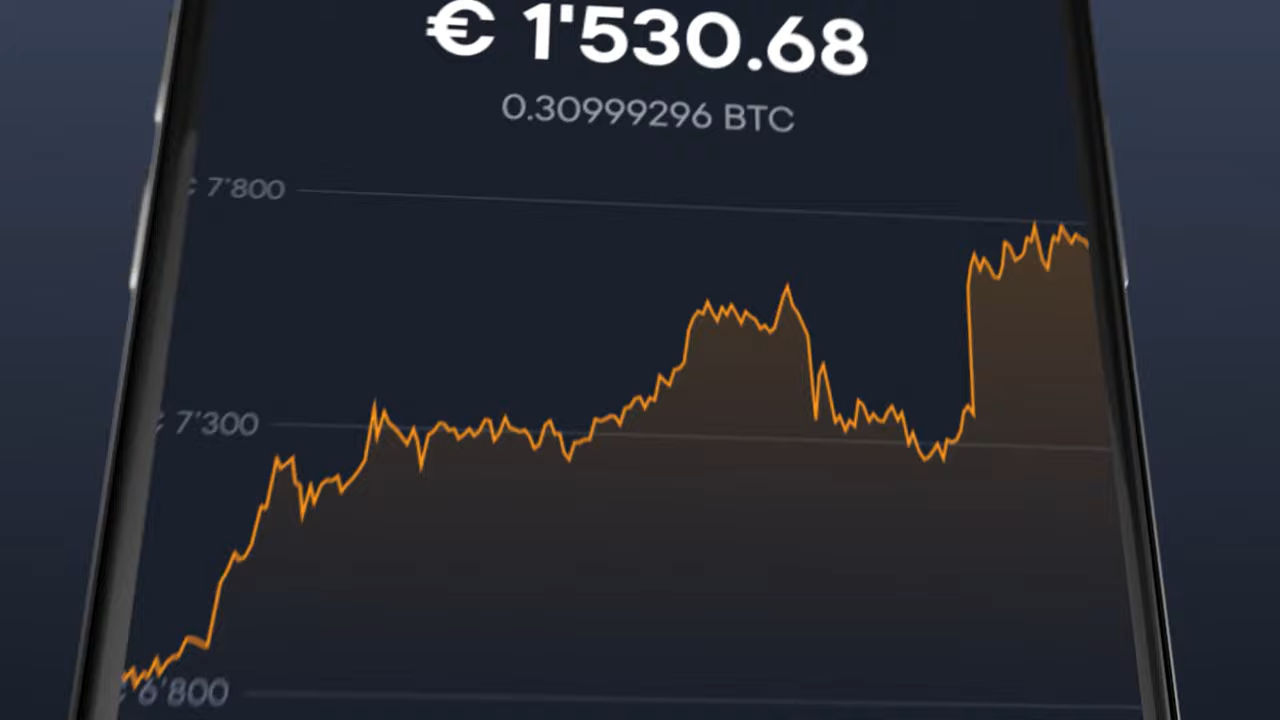 € 1'530.68
0.30999296 BTC
€ 7'800
€ 7'300
€ 6'800